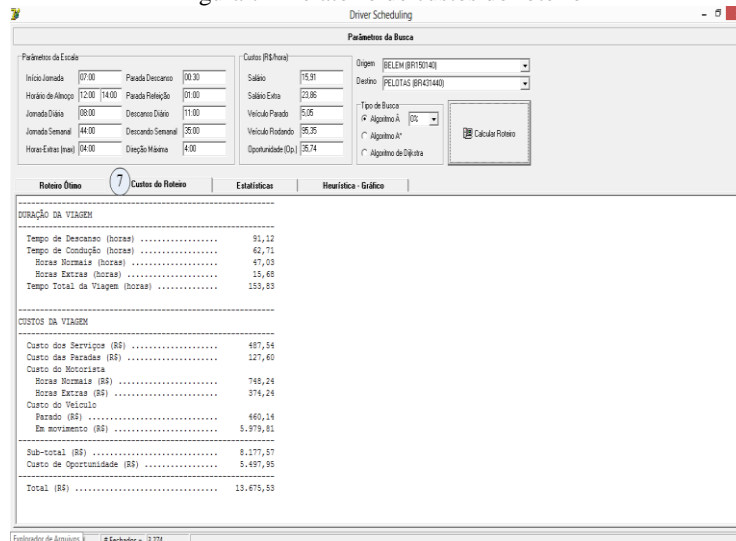 Driver Scheduling
Parâmetros da Busca
Parâmetros da Escala
Início Jornada 07:00 Parada Descanso 00:30
Horário de Almoço 12:00 14:00 Parada Refeição 01:00
Jornada Diária 08:00 Descanso Diário 11:00
Jornada Semanal 44:00 Descando Semanal 35:00
Horas-Extras (max) 04:00 Direção Máxima 4:00
Custos (R$/hora)
Salário 15,91
Salário Extra 23,86
Veículo Parado 5,05
Veículo Rodando 95,35
Oportunidade (Op.) 35,74
Origem BELEM (BR150140)
Destino PELOTAS (BR431440)
Tipo de Busca
Algoritmo Â 0%
Algoritmo A*
Algoritmo de Dijkstra
Calcular Roteiro
Roteiro Ótimo 7 Custos do Roteiro Estatísticas Heurística - Gráfico
DURAÇÃO DA VIAGEM
Tempo de Descanso (horas) .................. 91,12
Tempo de Condução (horas) .................. 62,71
Horas Normais (horas) ................... 47,03
Horas Extras (horas) .................... 15,68
Tempo Total da Viagem (horas) .............. 153,83
CUSTOS DA VIAGEM
Custo dos Serviços (R$) .................... 487,54
Custo das Paradas (R$) ..................... 127,60
Custo do Motorista
Horas Normais (R$) ....................... 748,24
Horas Extras (R$) ........................ 374,24
Custo do Veículo
Parado (R$) .............................. 460,14
Em movimento (R$) ........................ 5.979,81
Sub-total (R$) ............................. 8.177,57
Custo de Oportunidade (R$) ................. 5.497,95
Total (R$) ................................. 13.675,53
Explorador de Arquivos # Fechados = 3.274